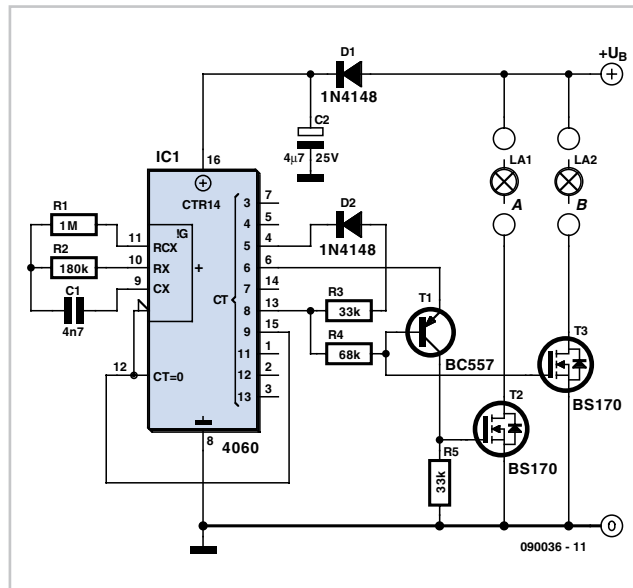 +UB
D1
1N4148
C2
4µ7 25V
IC1
16
CTR14
3 7
4 5
5 4
6 6
7 14
8 13
9 15
11 1
12 2
13 3
CT
R1
1M
11 RCX
!G
R2
180k
10 RX
+
C1
4n7
9 CX
12 CT=0
8
4060
D2
1N4148
R3
33k
R4
68k
T1
BC557
LA1
A
LA2
B
T3
BS170
T2
BS170
R5
33k
0
090036 - 11